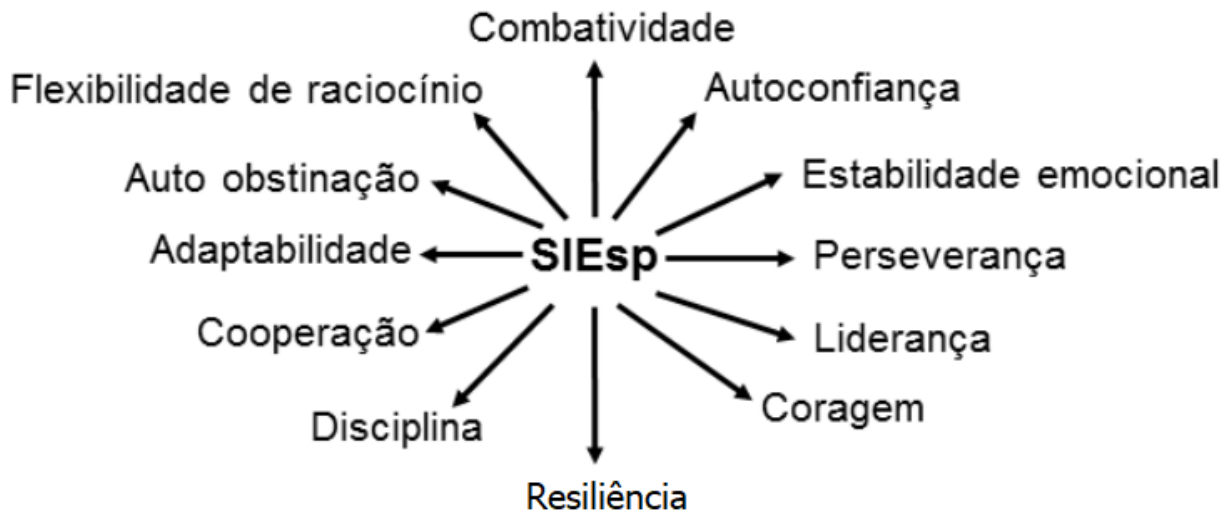 Combatividade
Flexibilidade de raciocínio
Autoconfiança
Auto obstinação
Estabilidade emocional
Adaptabilidade
SIEsp
Perseverança
Cooperação
Liderança
Disciplina
Coragem
Resiliência